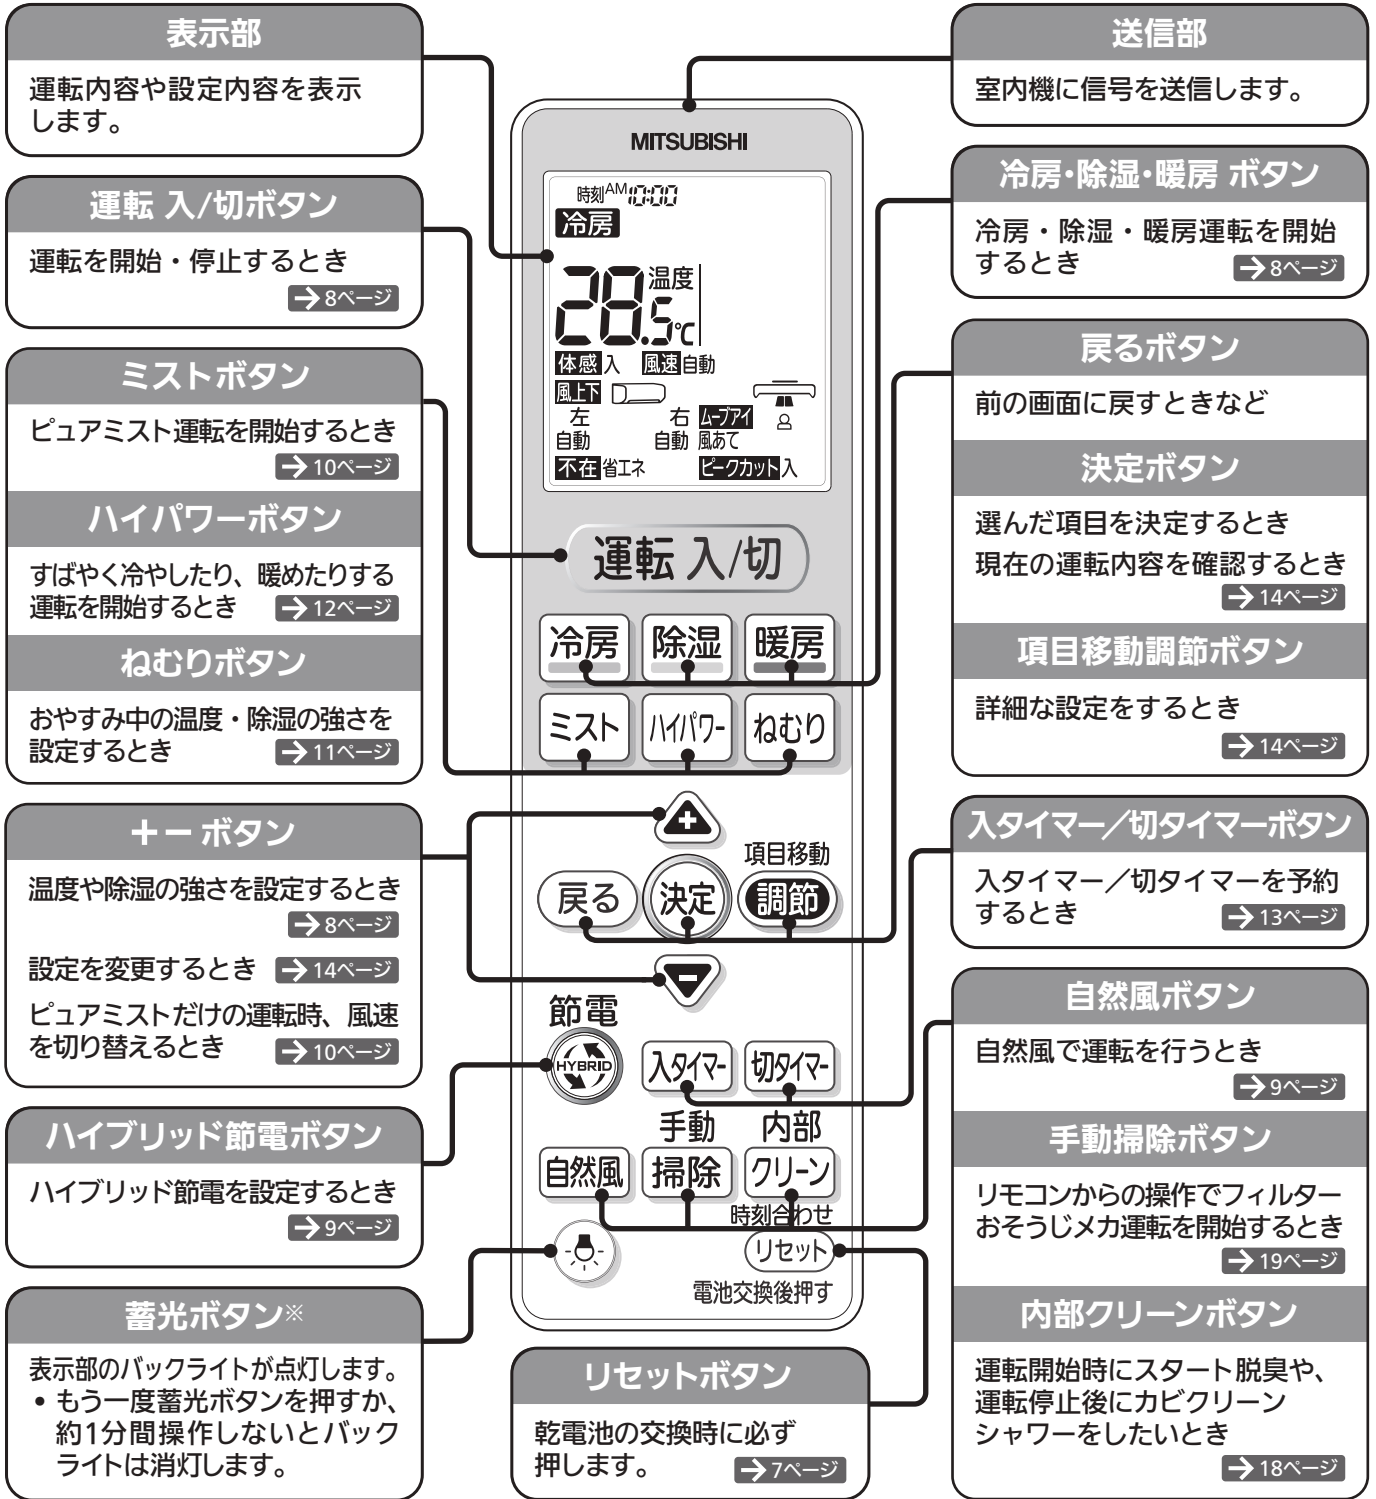 表示部
運転内容や設定内容を表示
します。
運転 入/切ボタン
運転を開始・停止するとき
→8ページ
ミストボタン
ピュアミスト運転を開始するとき
→10ページ
ハイパワーボタン
すばやく冷やしたり、暖めたりする
運転を開始するとき →12ページ
ねむりボタン
おやすみ中の温度・除湿の強さを
設定するとき →11ページ
+ー ボタン
温度や除湿の強さを設定するとき
→8ページ
設定を変更するとき →14ページ
ピュアミストだけの運転時、風速
を切り替えるとき →10ページ
ハイブリッド節電ボタン
ハイブリッド節電を設定するとき
→9ページ
蓄光ボタン※
表示部のバックライトが点灯します。
• もう一度蓄光ボタンを押すか、
約1分間操作しないとバック
ライトは消灯します。
MITSUBISHI
時刻AM10:00
冷房
28.5℃ 温度
体感 入 風速 自動
風上下
左 右 ムーブアイ
自動 自動 風あて
不在 省エネ ピークカット 入
運転 入/切
冷房 除湿 暖房
ミスト ハイパワー ねむり
+
項目移動
戻る 決定 調節
-
節電
HYBRID 入タイマー 切タイマー
手動 内部
自然風 掃除 クリーン
時刻合わせ
リセット
電池交換後押す
リセットボタン
乾電池の交換時に必ず
押します。 →7ページ
送信部
室内機に信号を送信します。
冷房・除湿・暖房 ボタン
冷房・除湿・暖房運転を開始
するとき →8ページ
戻るボタン
前の画面に戻すときなど
決定ボタン
選んだ項目を決定するとき
現在の運転内容を確認するとき
→14ページ
項目移動調節ボタン
詳細な設定をするとき
→14ページ
入タイマー/切タイマーボタン
入タイマー/切タイマーを予約
するとき →13ページ
自然風ボタン
自然風で運転を行うとき
→9ページ
手動掃除ボタン
リモコンからの操作でフィルター
おそうじメカ運転を開始するとき
→19ページ
内部クリーンボタン
運転開始時にスタート脱臭や、
運転停止後にカビクリーン
シャワーをしたいとき
→18ページ